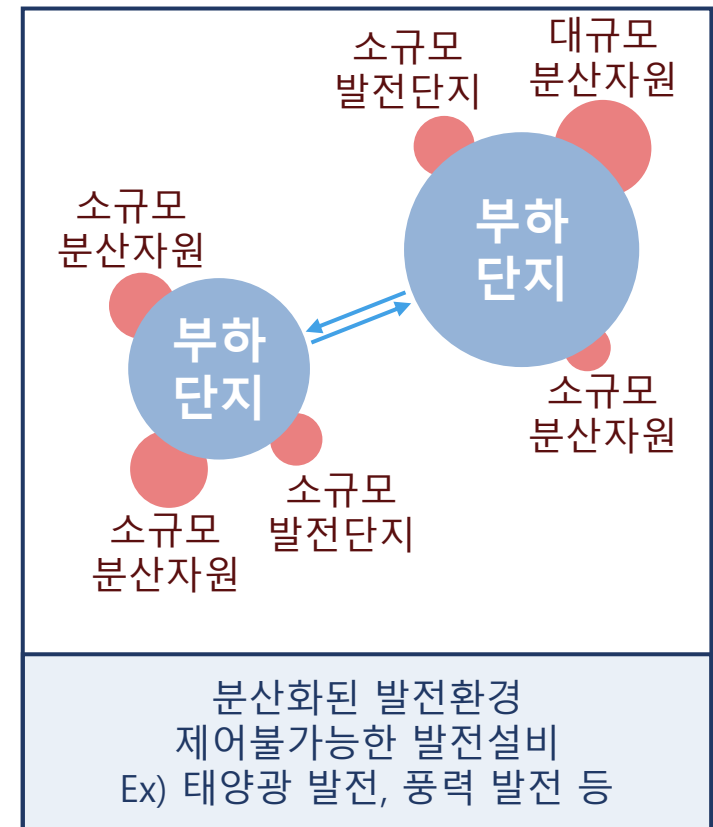 소규모
발전단지
대규모
분산자원
부하
단지
소규모
분산자원
부하
단지
소규모
분산자원
소규모
발전단지
소규모
분산자원
분산화된 발전환경
제어불가능한 발전설비
Ex) 태양광 발전, 풍력 발전 등